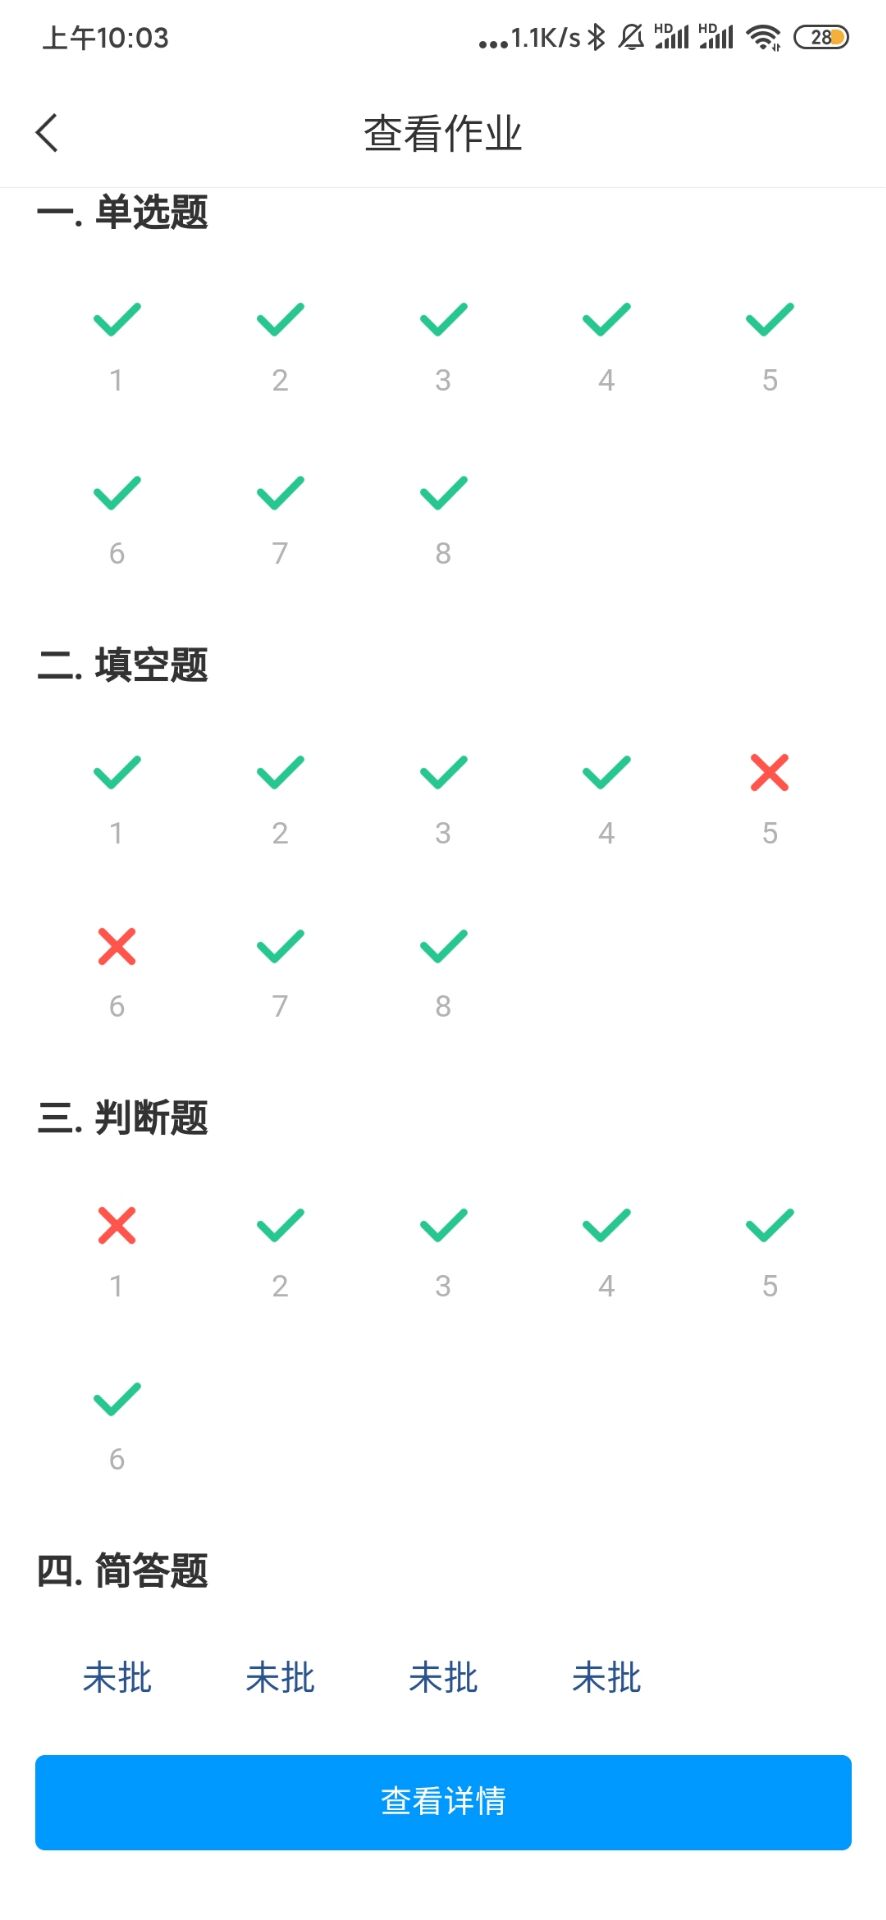 上午10:03 ...1.1K/s HD HD 28
查看作业
一. 单选题
1 2 3 4 5
6 7 8
二. 填空题
1 2 3 4 5
6 7 8
三. 判断题
1 2 3 4 5
6
四. 简答题
未批 未批 未批 未批
查看详情